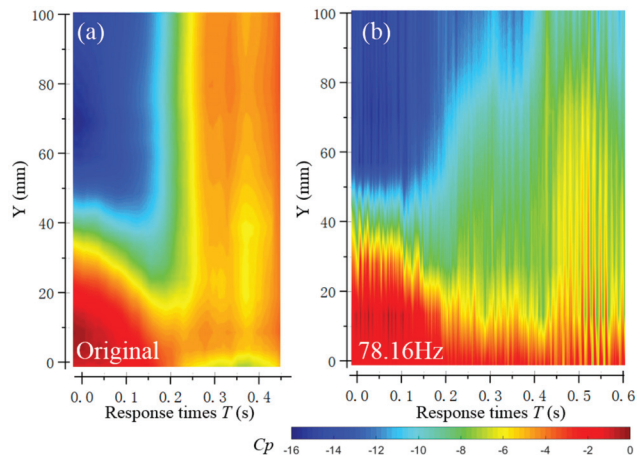 (a)
(b)
100
80
60
40
20
0
Y (mm)
Original
0.0 0.1 0.2 0.3 0.4
Response times T (s)
100
80
60
40
20
0
Y (mm)
78.16Hz
0.0 0.1 0.2 0.3 0.4 0.5 0.6
Response times T (s)
Cp
-16 -14 -12 -10 -8 -6 -4 -2 0